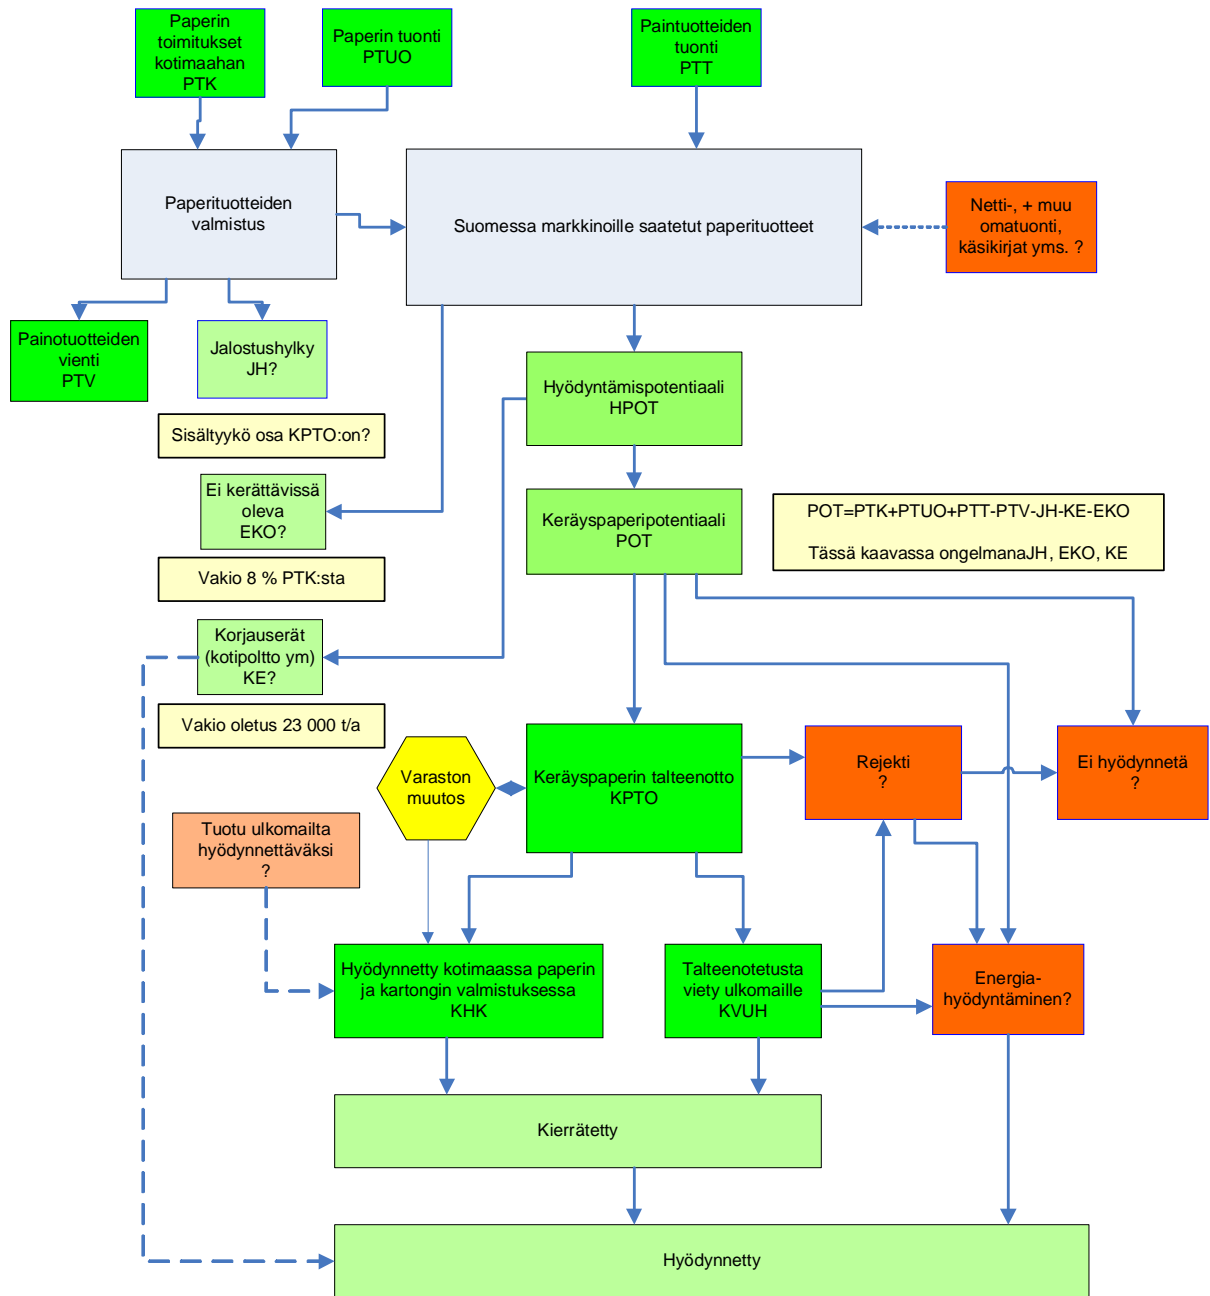 Paperin
toimitukset
kotimaahan
PTK
Paperin tuonti
PTUO
Paintuotteiden
tuonti
PTT
Paperituotteiden
valmistus
Suomessa markkinoille saatetut paperituotteet
Netti-, + muu
omatuonti,
käsikirjat yms. ?
Painotuotteiden
vienti
PTV
Jalostushylky
JH?
Hyödyntämispotentiaali
HPOT
Sisältyykö osa KPTO:on?
Ei kerättävissä
oleva
EKO?
Keräyspaperipotentiaali
POT
POT=PTK+PTUO+PTT-PTV-JH-KE-EKO
Tässä kaavassa ongelmanaJH, EKO, KE
Vakio 8 % PTK:sta
Korjauserät
(kotipoltto ym)
KE?
Vakio oletus 23 000 t/a
Varaston
muutos
Keräyspaperin talteenotto
KPTO
Rejekti
?
Ei hyödynnetä
?
Tuotu ulkomailta
hyödynnettäväksi
?
Hyödynnetty kotimaassa paperin
ja kartongin valmistuksessa
KHK
Talteenotetusta
viety ulkomaille
KVUH
Energia-
hyödyntäminen?
Kierrätetty
Hyödynnetty